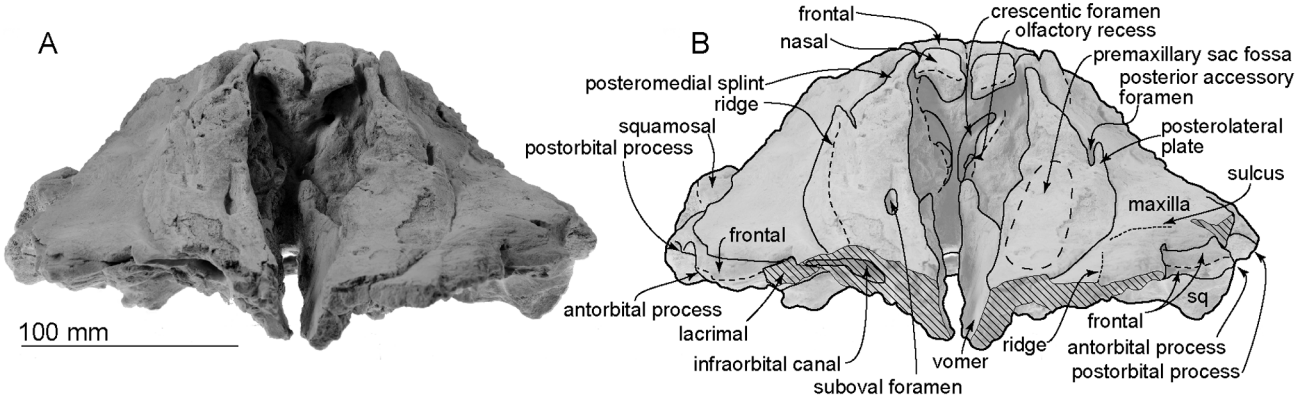 A
100 mm
B
frontal
nasal
posteromedial splint
ridge
squamosal
postorbital process
frontal
antorbital process
lacrimal
infraorbital canal
suboval foramen
crescentic foramen
olfactory recess
premaxillary sac fossa
posterior accessory
foramen
posterolateral
plate
sulcus
maxilla
sq
frontal
antorbital process
postorbital process
ridge
vomer